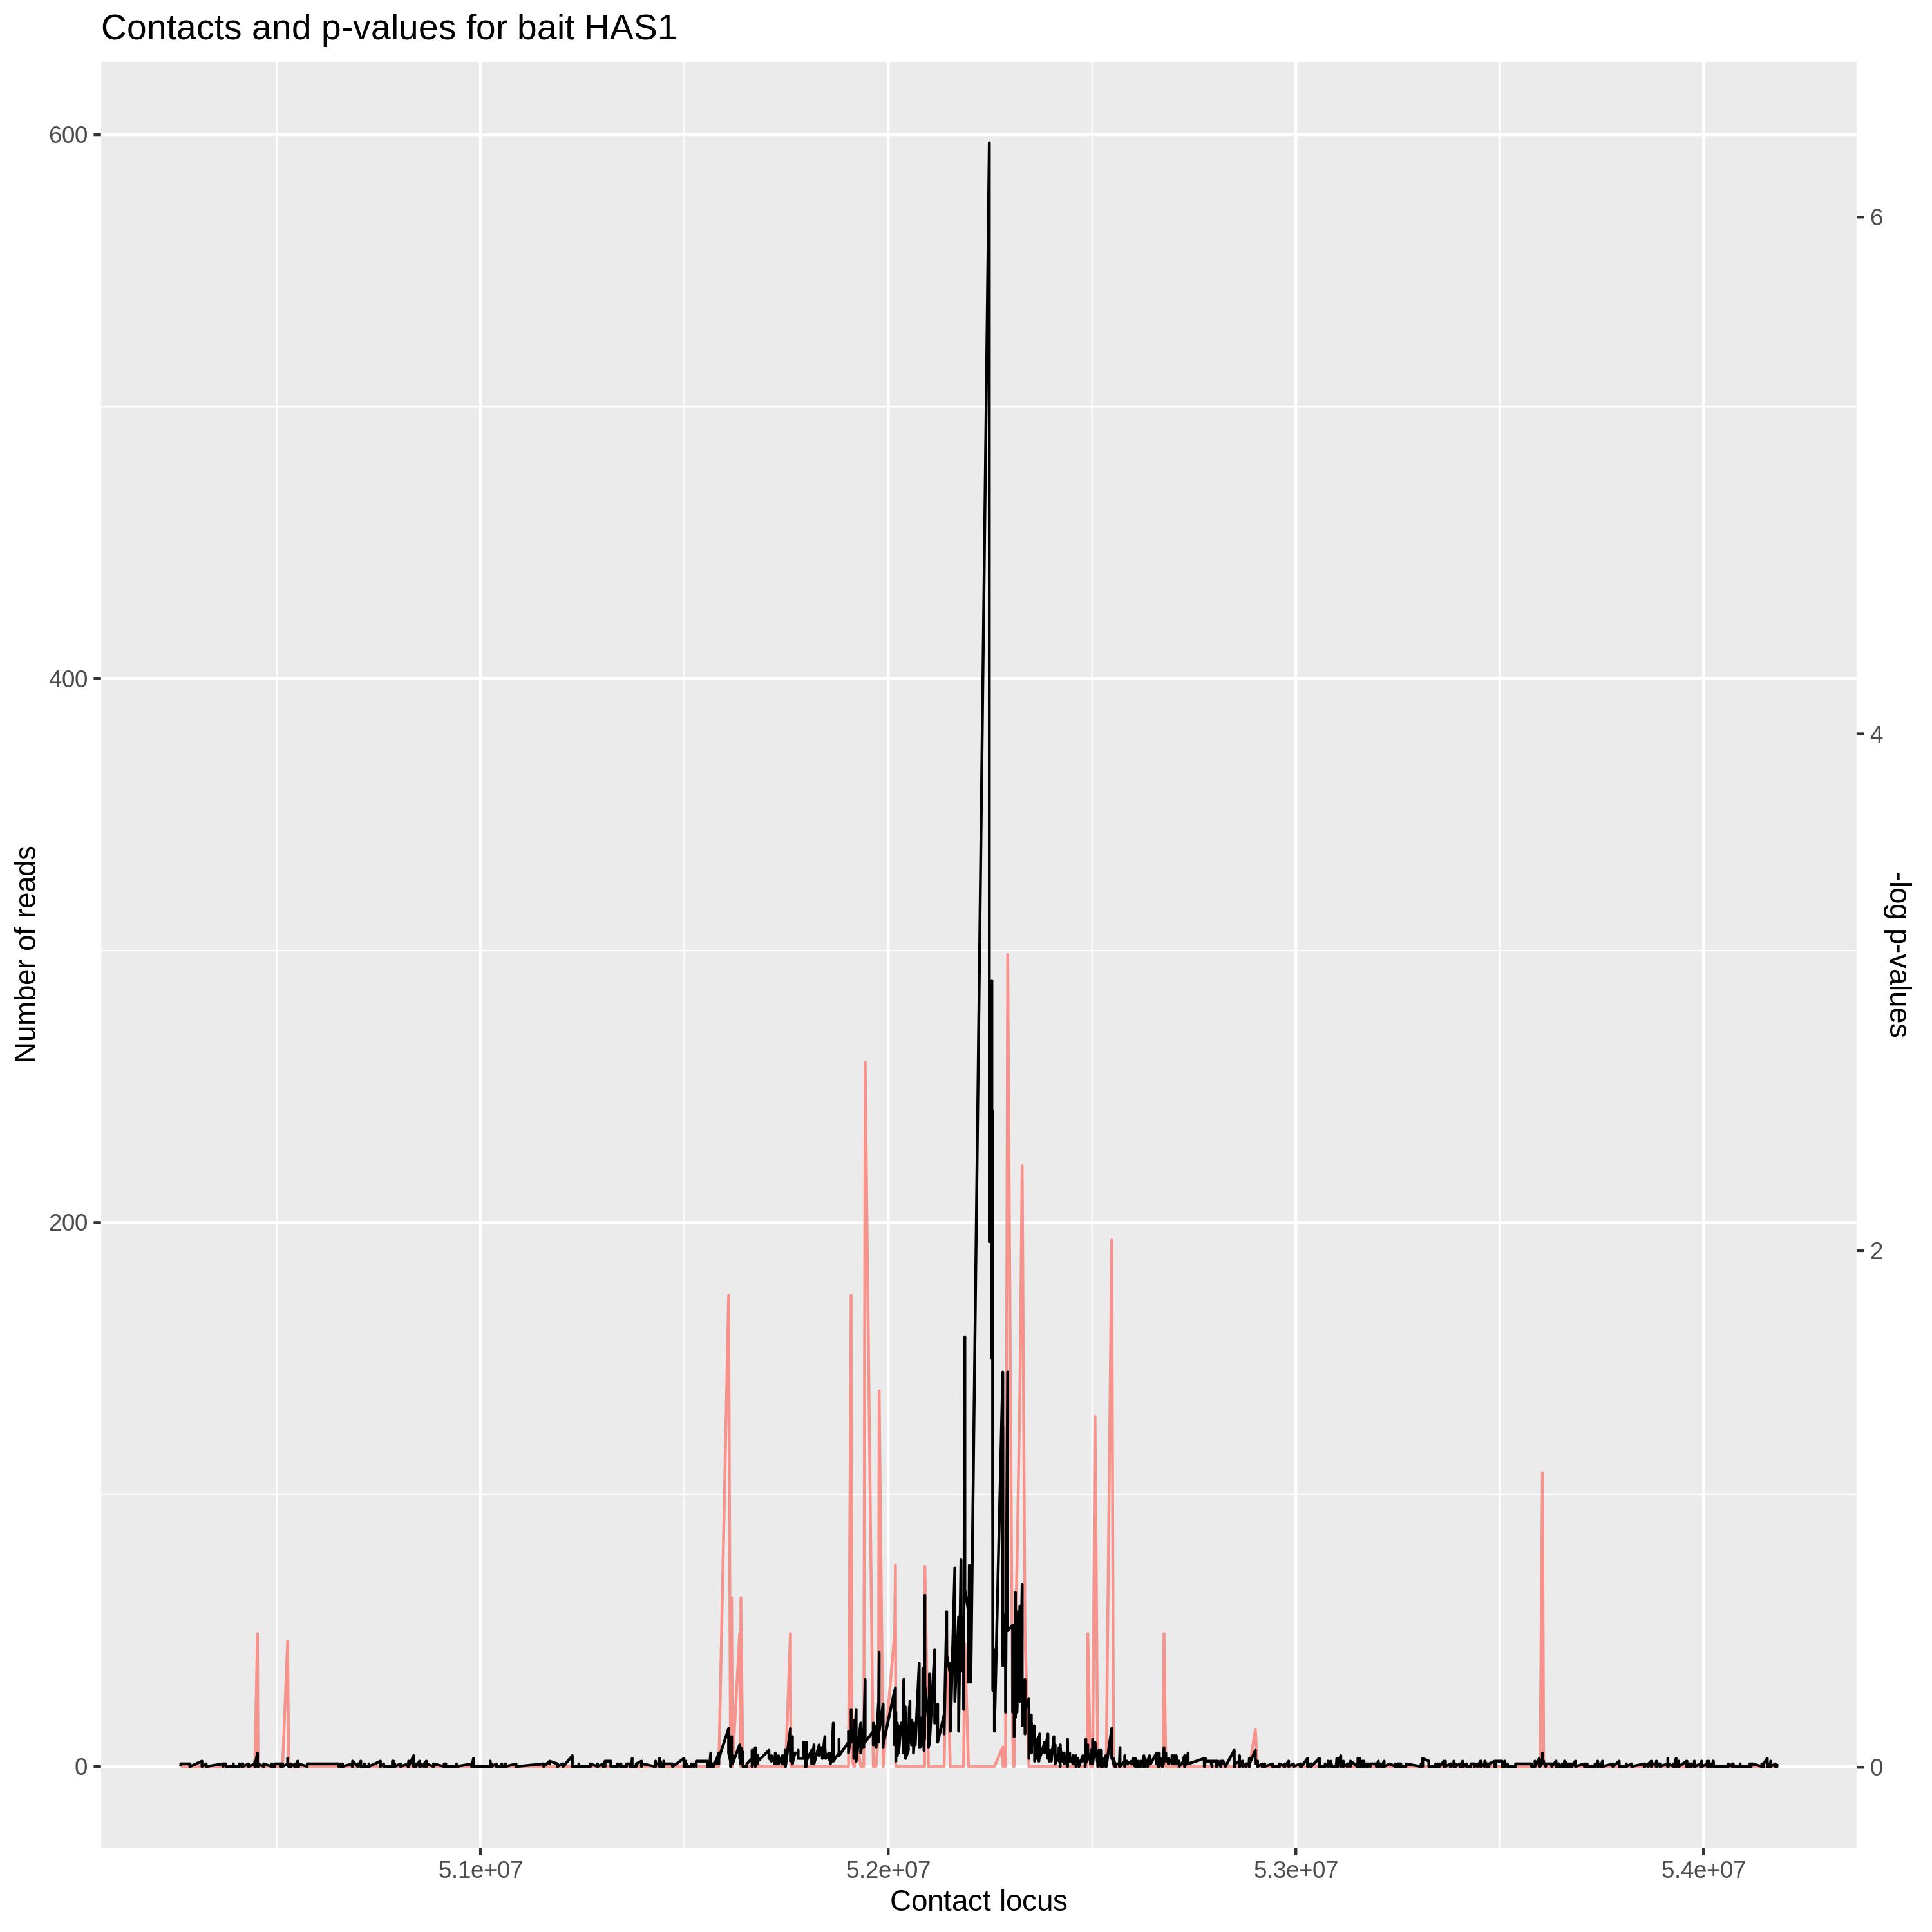 Contacts and p-values for bait HAS1
600
400
200
0
Number of reads
6
4
2
0
-log p-values
5.1e+07 5.2e+07 5.3e+07 5.4e+07
Contact locus